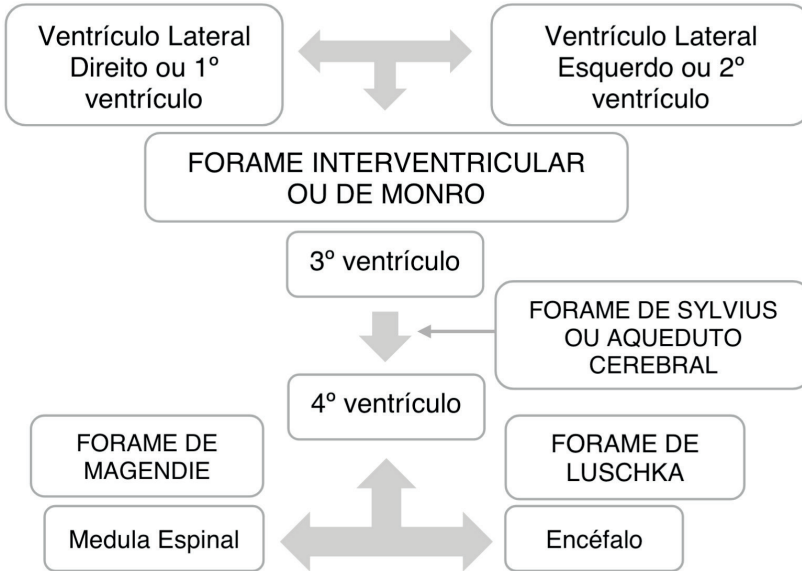 Ventrículo Lateral
Direito ou 1º
ventrículo
Ventrículo Lateral
Esquerdo ou 2º
ventrículo
FORAME INTERVENTRICULAR
OU DE MONRO
3º ventrículo
FORAME DE SYLVIUS
OU AQUEDUTO
CEREBRAL
4º ventrículo
FORAME DE
MAGENDIE
FORAME DE
LUSCHKA
Medula Espinal
Encéfalo